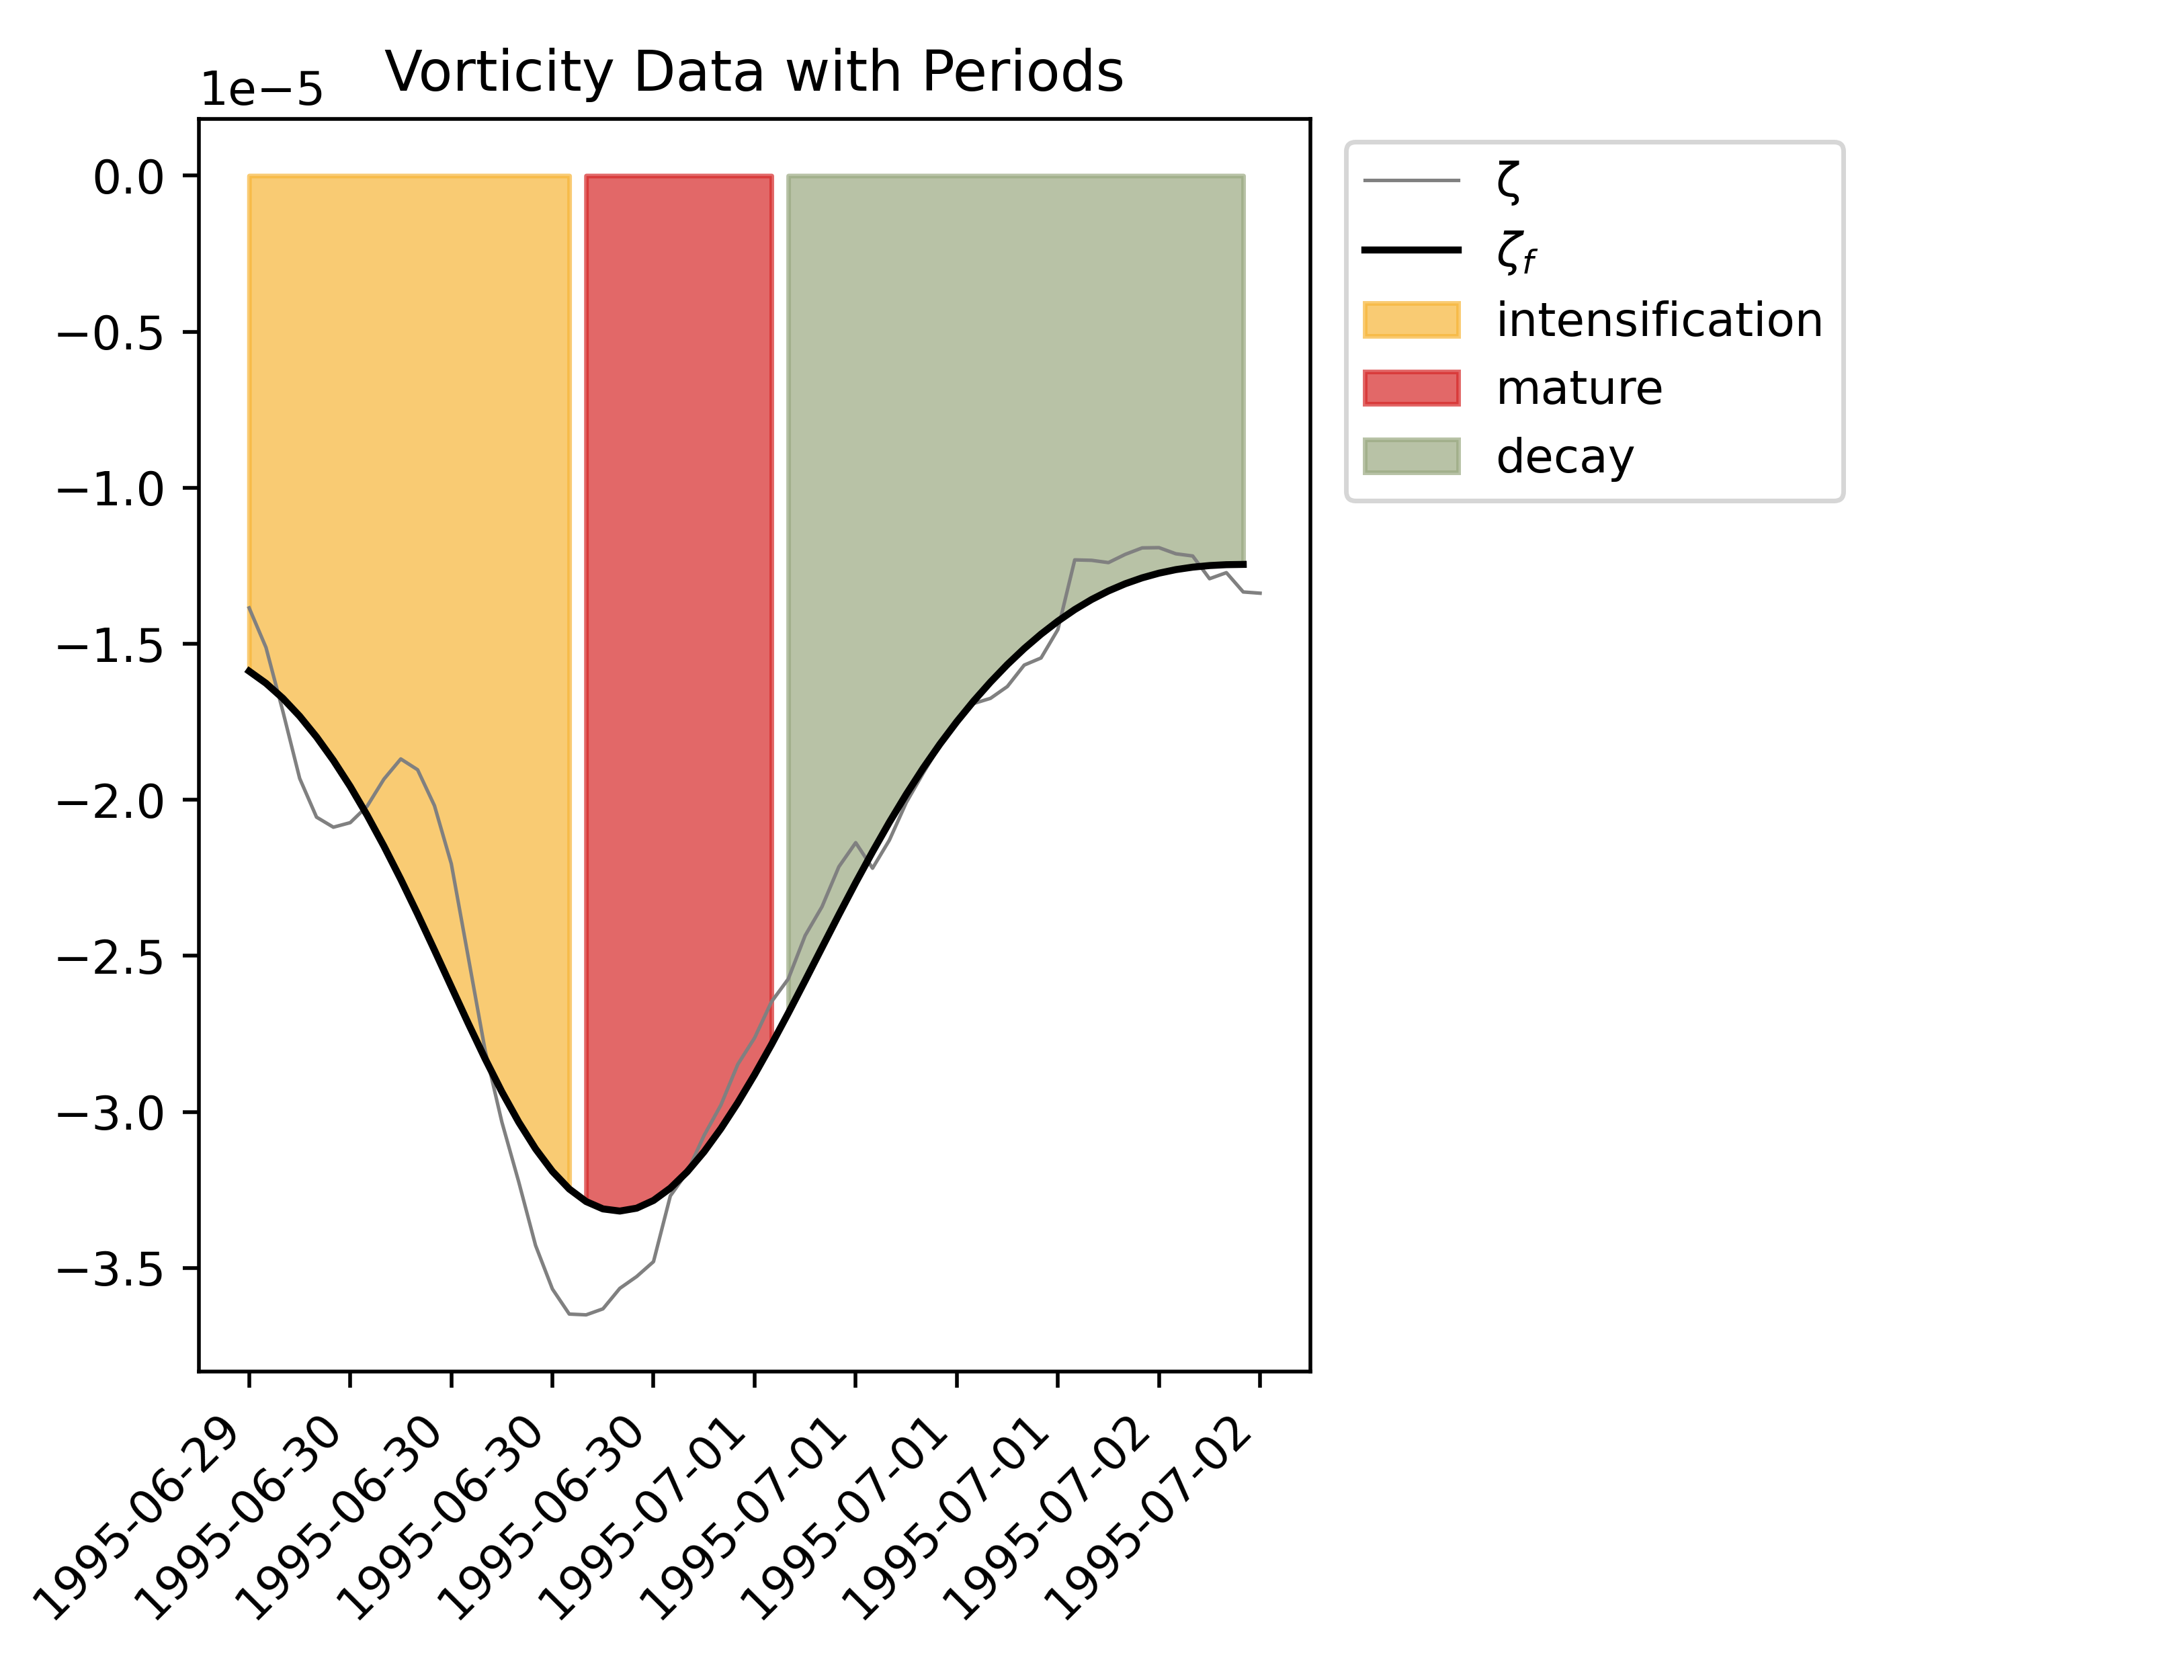 Vorticity Data with Periods
1e−5
0.0
−0.5
−1.0
−1.5
−2.0
−2.5
−3.0
−3.5
1995-06-29
1995-06-30
1995-06-30
1995-06-30
1995-06-30
1995-07-01
1995-07-01
1995-07-01
1995-07-01
1995-07-02
1995-07-02
ζ
ζf
intensification
mature
decay